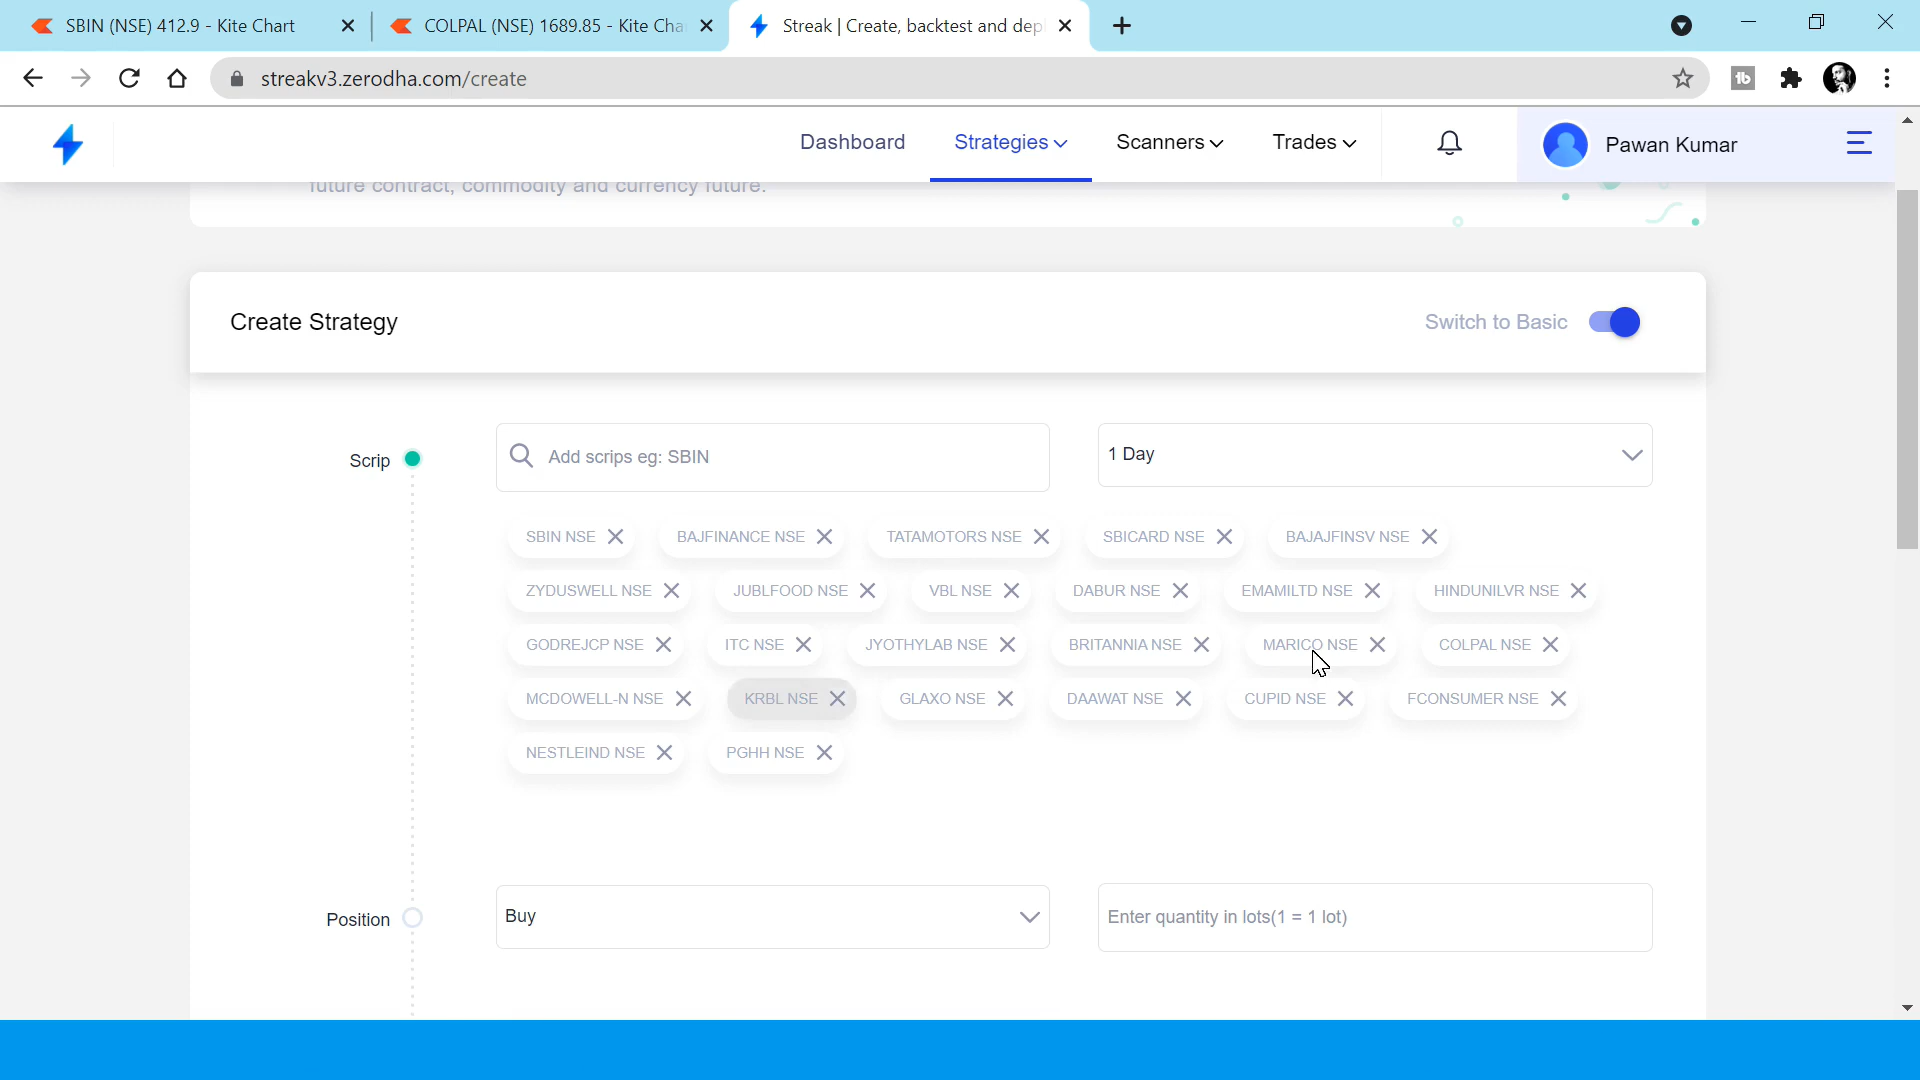 SBIN (NSE) 412.9 - Kite Chart
COLPAL (NSE) 1689.85 - Kite Cha
Streak | Create, backtest and dep
streakv3.zerodha.com/create
Dashboard
Strategies
Scanners
Trades
Pawan Kumar
future contract, commodity and currency future.
Create Strategy
Switch to Basic
Scrip
Add scrips eg: SBIN
1 Day
SBIN NSE
BAJFINANCE NSE
TATAMOTORS NSE
SBICARD NSE
BAJAJFINSV NSE
ZYDUSWELL NSE
JUBLFOOD NSE
VBL NSE
DABUR NSE
EMAMILTD NSE
HINDUNILVR NSE
GODREJCP NSE
ITC NSE
JYOTHYLAB NSE
BRITANNIA NSE
MARICO NSE
COLPAL NSE
MCDOWELL-N NSE
KRBL NSE
GLAXO NSE
DAAWAT NSE
CUPID NSE
FCONSUMER NSE
NESTLEIND NSE
PGHH NSE
Position
Buy
Enter quantity in lots(1 = 1 lot)